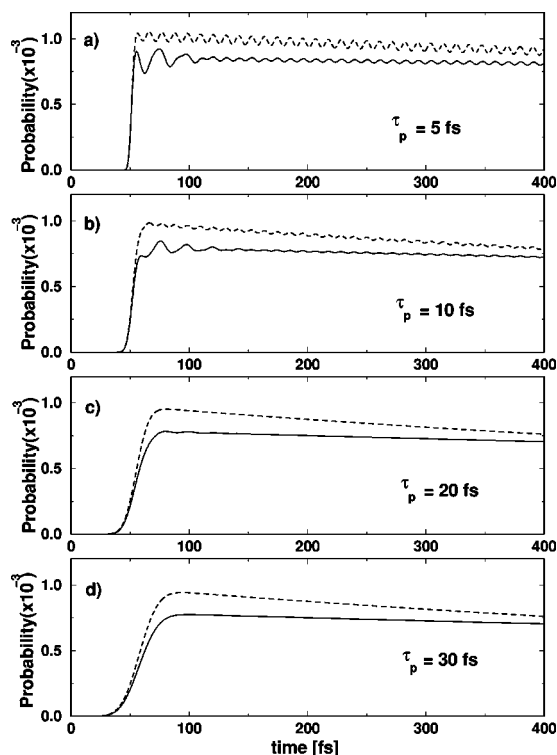 a)
Probability(x10⁻³)
1.0
0.5
0.0
τp = 5 fs
0 100 200 300 400
b)
Probability(x10⁻³)
1.0
0.5
0.0
τp = 10 fs
0 100 200 300 400
c)
Probability(x10⁻³)
1.0
0.5
0.0
τp = 20 fs
0 100 200 300 400
d)
Probability(x10⁻³)
1.0
0.5
0.0
τp = 30 fs
0 100 200 300 400
time [fs]